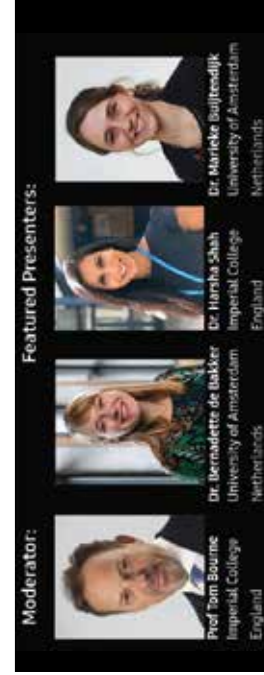 Moderator:
Featured Presenters:
Prof Tom Bourne
Imperial College
England
Dr. Bernadette de Bakker
University of Amsterdam
Netherlands
Dr. Harsha Shah
Imperial College
England
Dr. Marieke Buijtendijk
University of Amsterdam
Netherlands